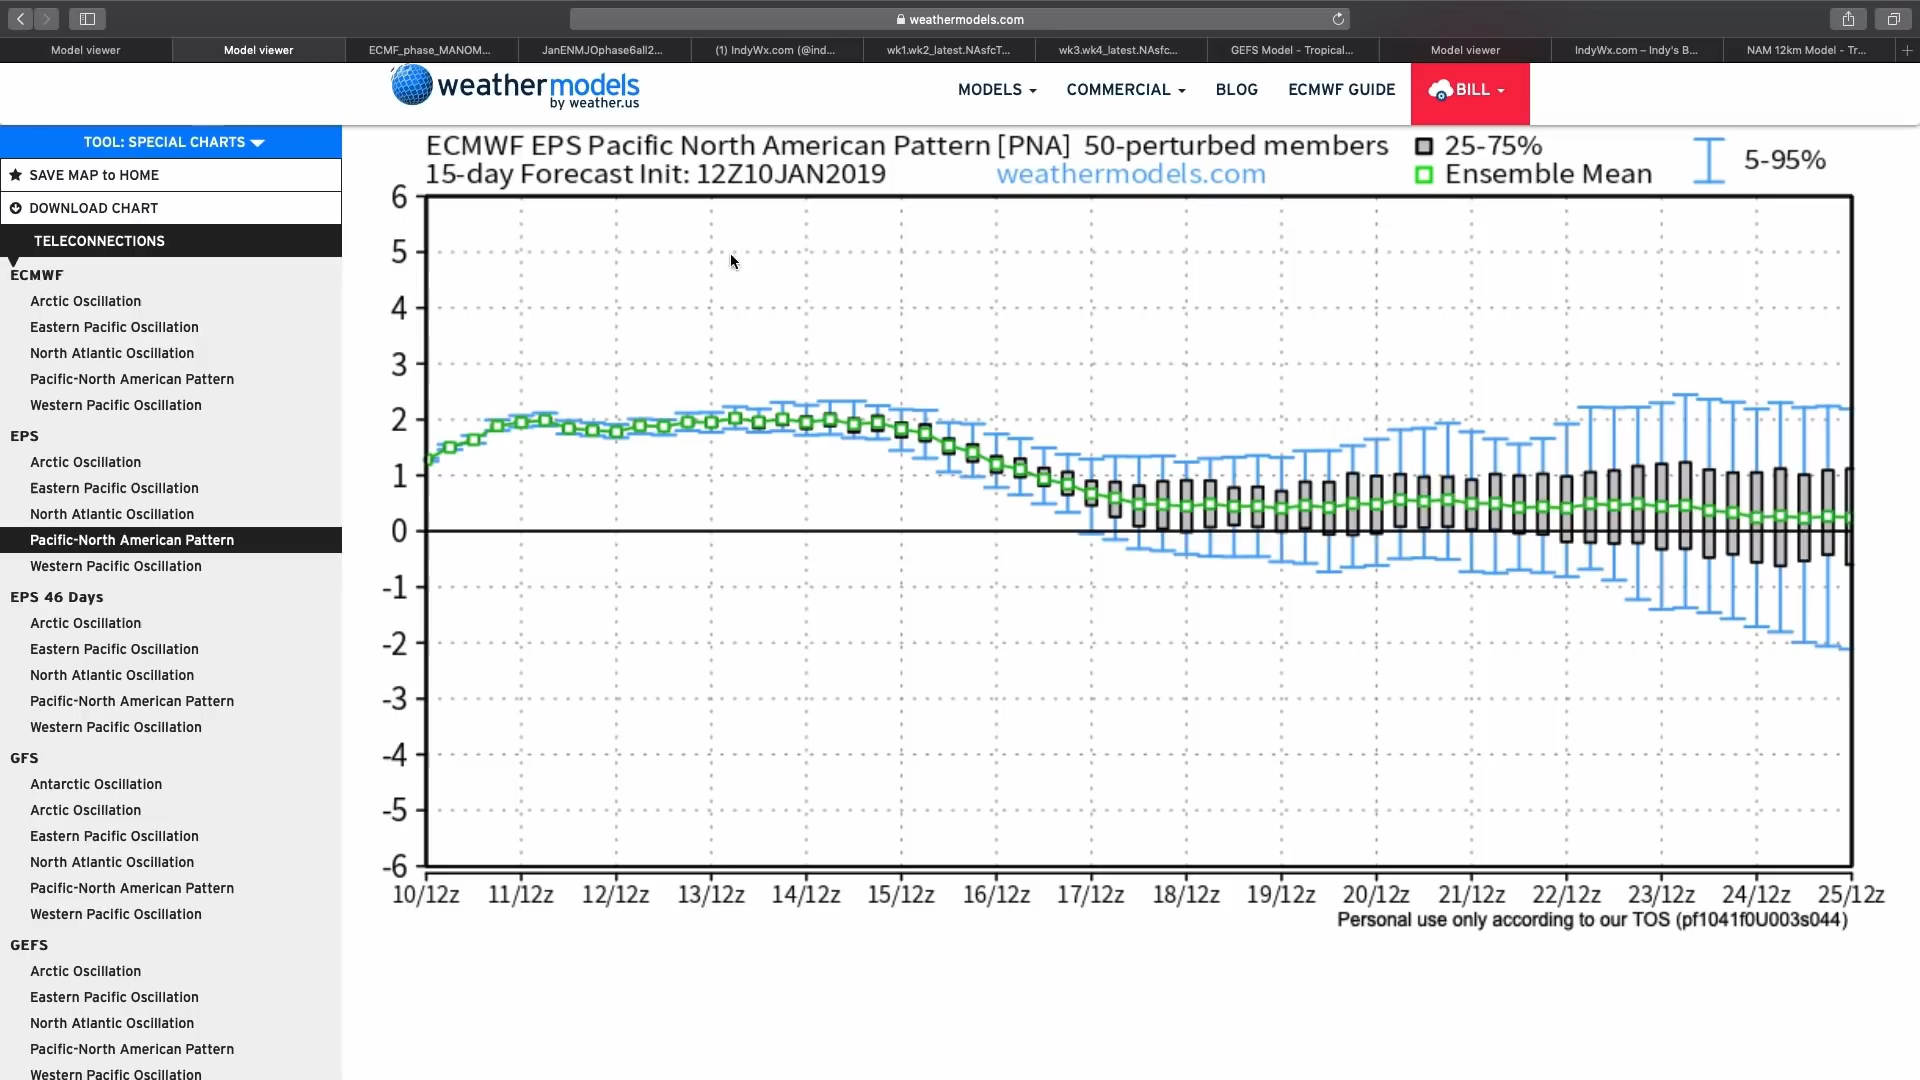 weathermodels.com
Model viewer
Model viewer
ECMF_phase_MANOM...
JanENMJOphase6all2...
(1) IndyWx.com (@ind...
wk1.wk2_latest.NAsfcT...
wk3.wk4_latest.NAsfc...
GEFS Model - Tropical...
Model viewer
IndyWx.com – Indy's B...
NAM 12km Model - Tr...
weathermodels
by weather.us
MODELS
COMMERCIAL
BLOG
ECMWF GUIDE
BILL
TOOL: SPECIAL CHARTS
SAVE MAP to HOME
DOWNLOAD CHART
TELECONNECTIONS
ECMWF
Arctic Oscillation
Eastern Pacific Oscillation
North Atlantic Oscillation
Pacific-North American Pattern
Western Pacific Oscillation
EPS
Arctic Oscillation
Eastern Pacific Oscillation
North Atlantic Oscillation
Pacific-North American Pattern
Western Pacific Oscillation
EPS 46 Days
Arctic Oscillation
Eastern Pacific Oscillation
North Atlantic Oscillation
Pacific-North American Pattern
Western Pacific Oscillation
GFS
Antarctic Oscillation
Arctic Oscillation
Eastern Pacific Oscillation
North Atlantic Oscillation
Pacific-North American Pattern
Western Pacific Oscillation
GEFS
Arctic Oscillation
Eastern Pacific Oscillation
North Atlantic Oscillation
Pacific-North American Pattern
Western Pacific Oscillation
ECMWF EPS Pacific North American Pattern [PNA] 50-perturbed members
15-day Forecast Init: 12Z10JAN2019
weathermodels.com
25-75%
Ensemble Mean
5-95%
6
5
4
3
2
1
0
-1
-2
-3
-4
-5
-6
10/12z 11/12z 12/12z 13/12z 14/12z 15/12z 16/12z 17/12z 18/12z 19/12z 20/12z 21/12z 22/12z 23/12z 24/12z 25/12z
Personal use only according to our TOS (pf1041f0U003s044)